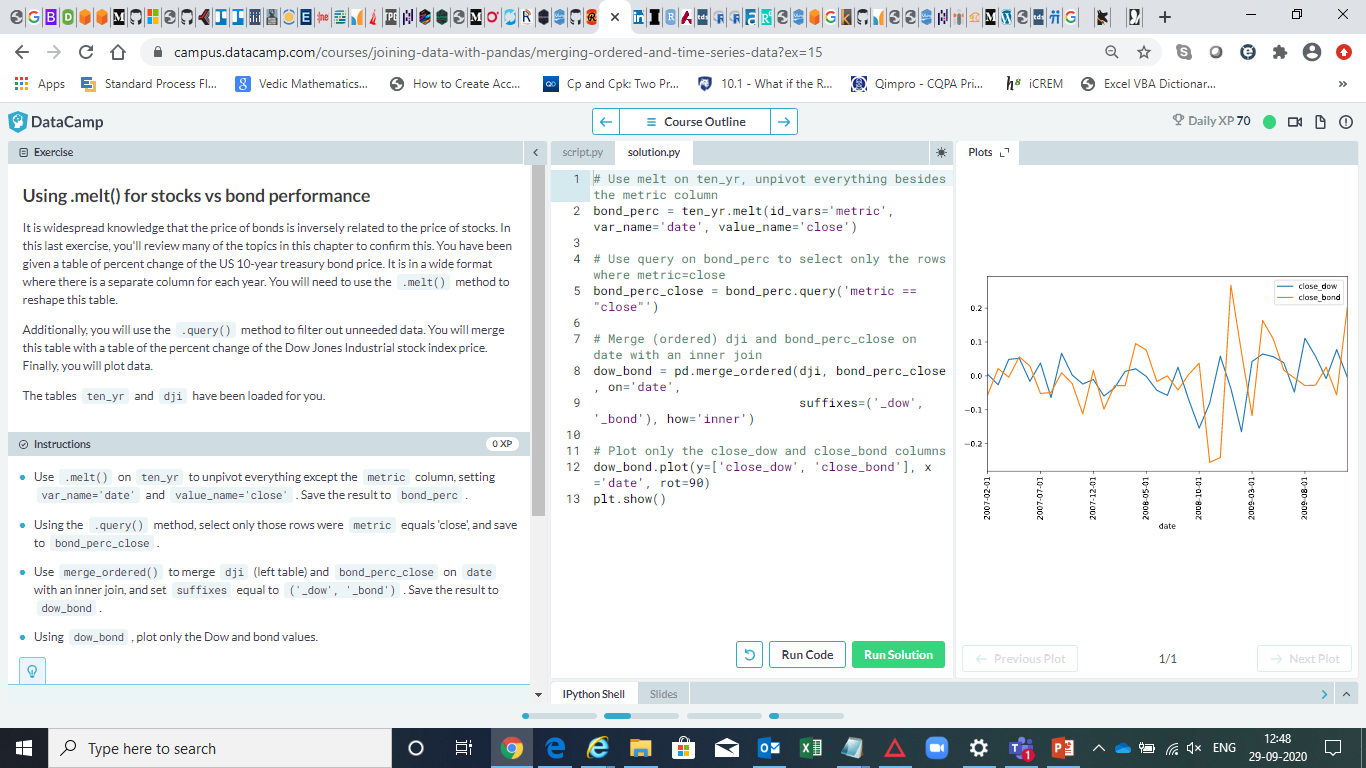 campus.datacamp.com/courses/joining-data-with-pandas/merging-ordered-and-time-series-data?ex=15
Apps
Standard Process Fl...
Vedic Mathematics...
How to Create Acc...
Cp and Cpk: Two Pr...
10.1 - What if the R...
Qimpro - CQPA Pri...
iCREM
Excel VBA Dictionar...
DataCamp
Course Outline
Daily XP 70
Exercise
Using .melt() for stocks vs bond performance
It is widespread knowledge that the price of bonds is inversely related to the price of stocks. In
this last exercise, you'll review many of the topics in this chapter to confirm this. You have been
given a table of percent change of the US 10-year treasury bond price. It is in a wide format
where there is a separate column for each year. You will need to use the .melt() method to
reshape this table.
Additionally, you will use the .query() method to filter out unneeded data. You will merge
this table with a table of the percent change of the Dow Jones Industrial stock index price.
Finally, you will plot data.
The tables ten_yr and dji have been loaded for you.
Instructions
0 XP
Use .melt() on ten_yr to unpivot everything except the metric column, setting
var_name='date' and value_name='close' . Save the result to bond_perc .
Using the .query() method, select only those rows were metric equals 'close', and save
to bond_perc_close .
Use merge_ordered() to merge dji (left table) and bond_perc_close on date
with an inner join, and set suffixes equal to ('_dow', '_bond') . Save the result to
dow_bond .
Using dow_bond , plot only the Dow and bond values.
script.py
solution.py
1 # Use melt on ten_yr, unpivot everything besides
the metric column
2 bond_perc = ten_yr.melt(id_vars='metric',
var_name='date', value_name='close')
3
4 # Use query on bond_perc to select only the rows
where metric=close
5 bond_perc_close = bond_perc.query('metric ==
"close"')
6
7 # Merge (ordered) dji and bond_perc_close on
date with an inner join
8 dow_bond = pd.merge_ordered(dji, bond_perc_close
, on='date',
9 suffixes=('_dow',
'_bond'), how='inner')
10
11 # Plot only the close_dow and close_bond columns
12 dow_bond.plot(y=['close_dow', 'close_bond'], x
='date', rot=90)
13 plt.show()
Run Code
Run Solution
IPython Shell
Slides
Plots
close_dow
close_bond
0.2
0.1
0.0
−0.1
−0.2
2007-02-01
2007-07-01
2007-12-01
2008-05-01
2008-10-01
2009-03-01
2009-08-01
date
Previous Plot
1/1
Next Plot
Type here to search
ENG
12:48
29-09-2020